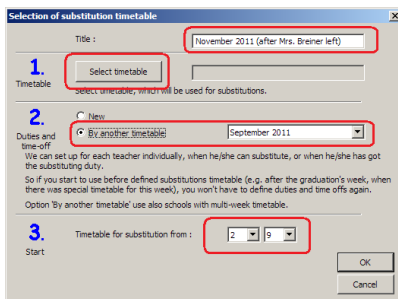 Selection of substitution timetable
Title :
November 2011 (after Mrs. Breiner left)
1.
Timetable
Select timetable
Select timetable, which will be used for substitutions.
2.
Duties and
time-off
New
By another timetable
September 2011
We can set up for each teacher individually, when he/she can substitute, or when he/she has got
the substituting duty.
So if you start to use before defined substitutions timetable (e.g. after the graduation's week, when
there was special timetable for this week), you won't have to define duties and time offs again.
Option 'By another timetable' use also schools with multi-week timetable.
3.
Start
Timetable for substitution from :
2
9
OK
Cancel